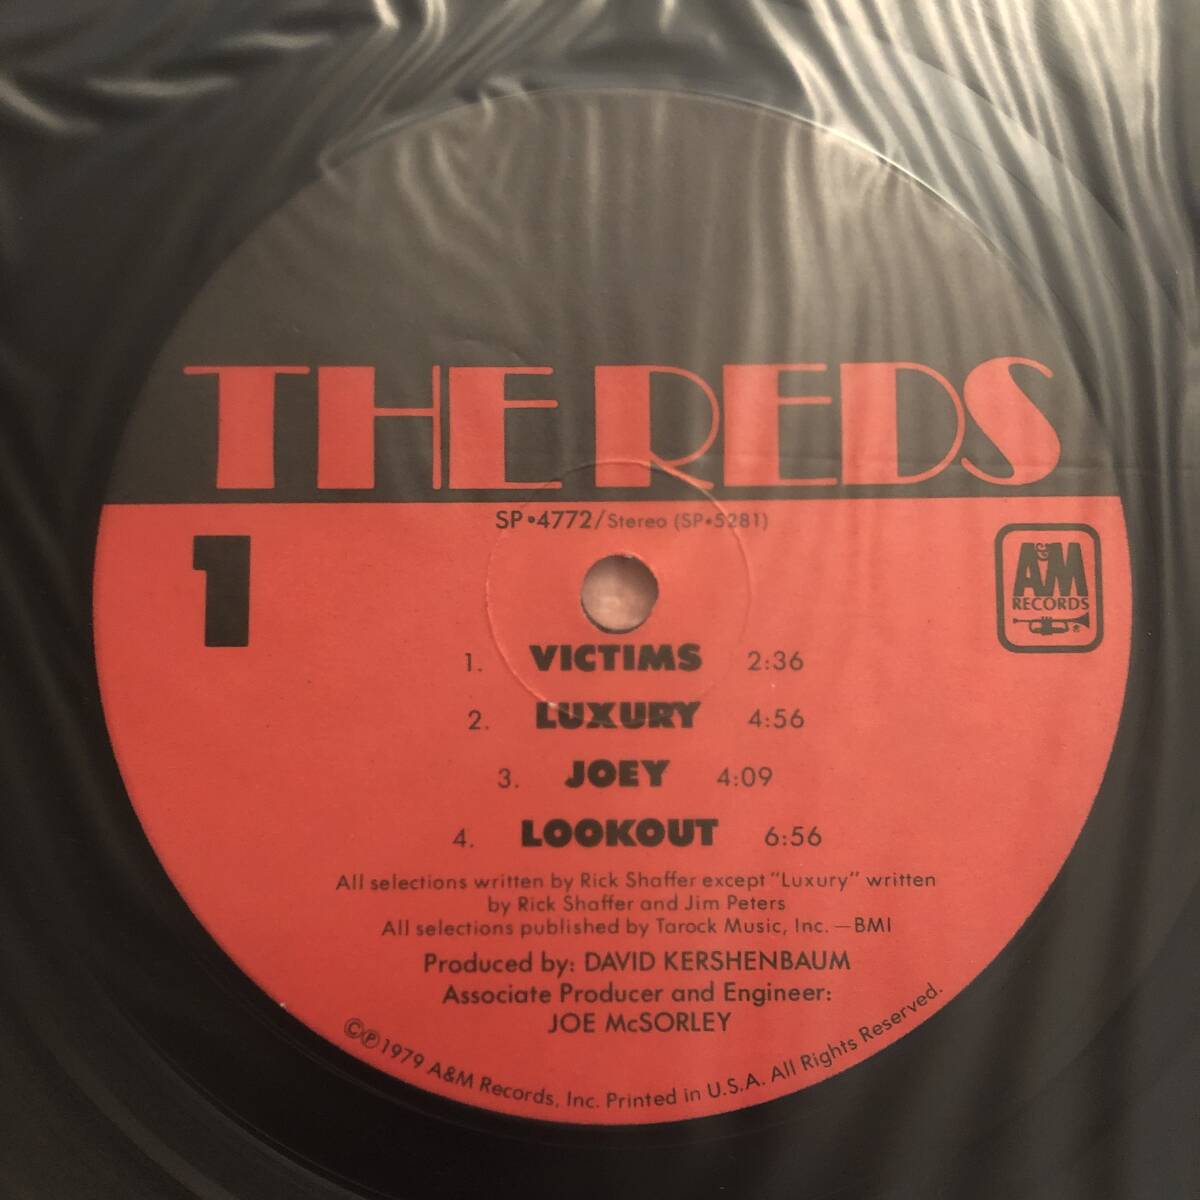 THE REDS
SP•4772/Stereo (SP•5281)
1
A&M
RECORDS
®
1. VICTIMS 2:36
2. LUXURY 4:56
3. JOEY 4:09
4. LOOKOUT 6:56
All selections written by Rick Shaffer except "Luxury" written
by Rick Shaffer and Jim Peters
All selections published by Tarock Music, Inc. —BMI
Produced by: DAVID KERSHENBAUM
Associate Producer and Engineer:
JOE McSORLEY
©℗1979 A&M Records, Inc. Printed in U.S.A. All Rights Reserved.